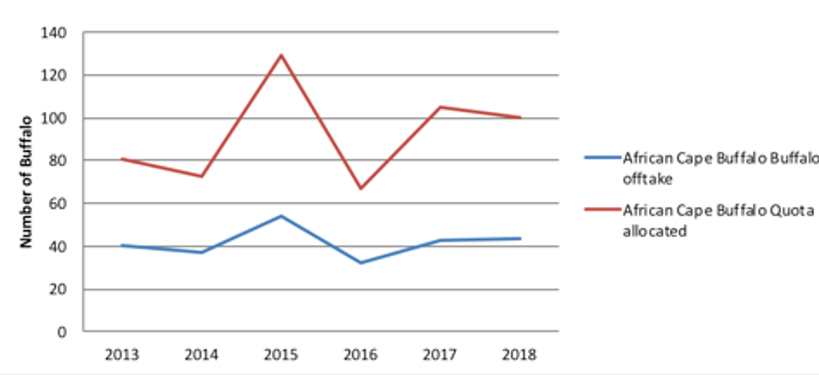 140
120
100
80
60
40
20
0
Number of Buffalo
2013 2014 2015 2016 2017 2018
African Cape Buffalo Buffalo
offtake
African Cape Buffalo Quota
allocated